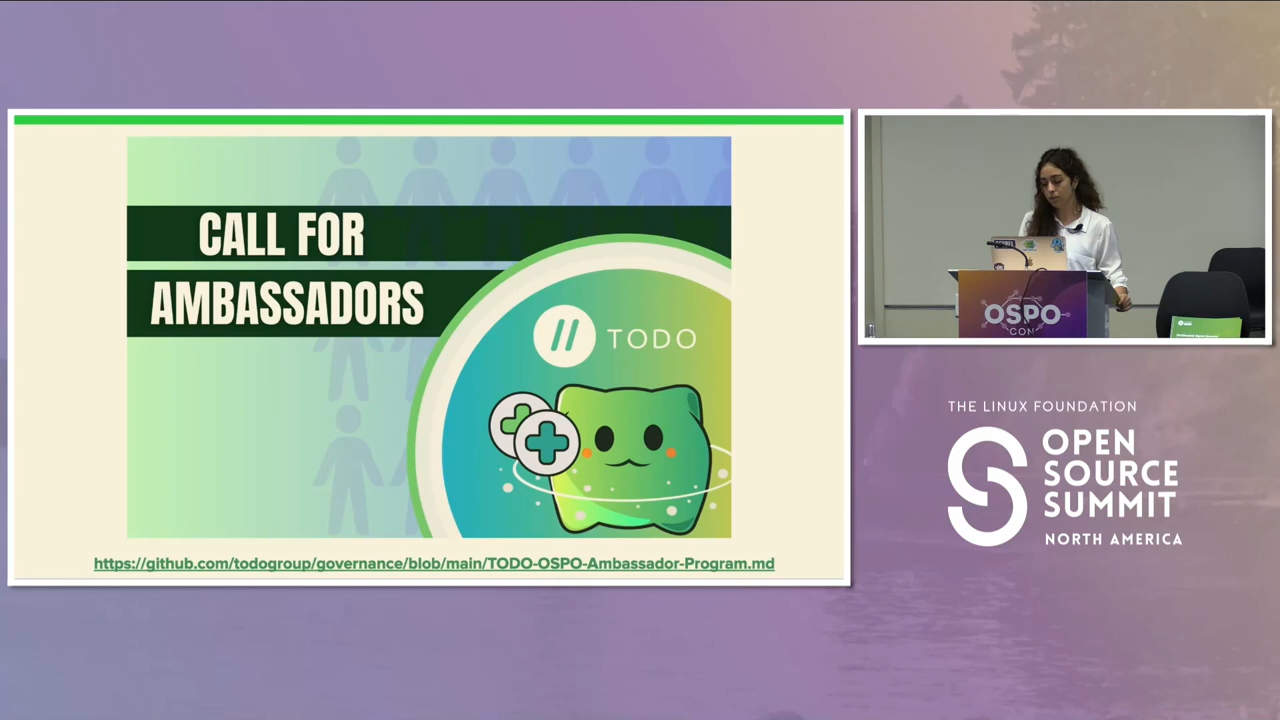 CALL FOR
AMBASSADORS
TODO
https://github.com/todogroup/governance/blob/main/TODO-OSPO-Ambassador-Program.md
OSPO
CON
THE LINUX FOUNDATION
OPEN
SOURCE
SUMMIT
NORTH AMERICA